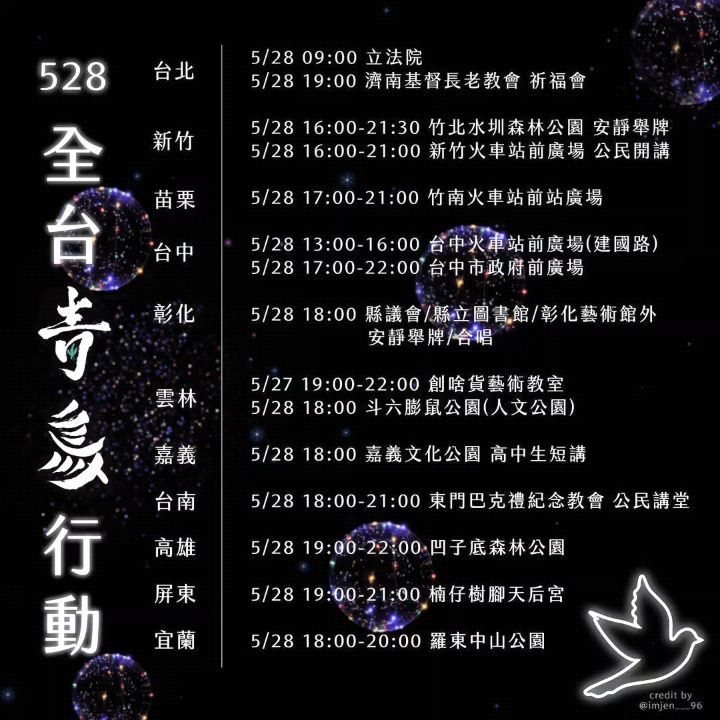 528
全台青鳥行動
台北
5/28 09:00 立法院
5/28 19:00 濟南基督長老教會 祈福會
新竹
5/28 16:00-21:30 竹北水圳森林公園 安靜舉牌
5/28 16:00-21:00 新竹火車站前廣場 公民開講
苗栗
5/28 17:00-21:00 竹南火車站前站廣場
台中
5/28 13:00-16:00 台中火車站前廣場(建國路)
5/28 17:00-22:00 台中市政府前廣場
彰化
5/28 18:00 縣議會/縣立圖書館/彰化藝術館外
安靜舉牌/合唱
雲林
5/27 19:00-22:00 創啥貨藝術教室
5/28 18:00 斗六膨鼠公園(人文公園)
嘉義
5/28 18:00 嘉義文化公園 高中生短講
台南
5/28 18:00-21:00 東門巴克禮紀念教會 公民講堂
高雄
5/28 19:00-22:00 凹子底森林公園
屏東
5/28 19:00-21:00 楠仔樹腳天后宮
宜蘭
5/28 18:00-20:00 羅東中山公園
credit by
@imjen___96